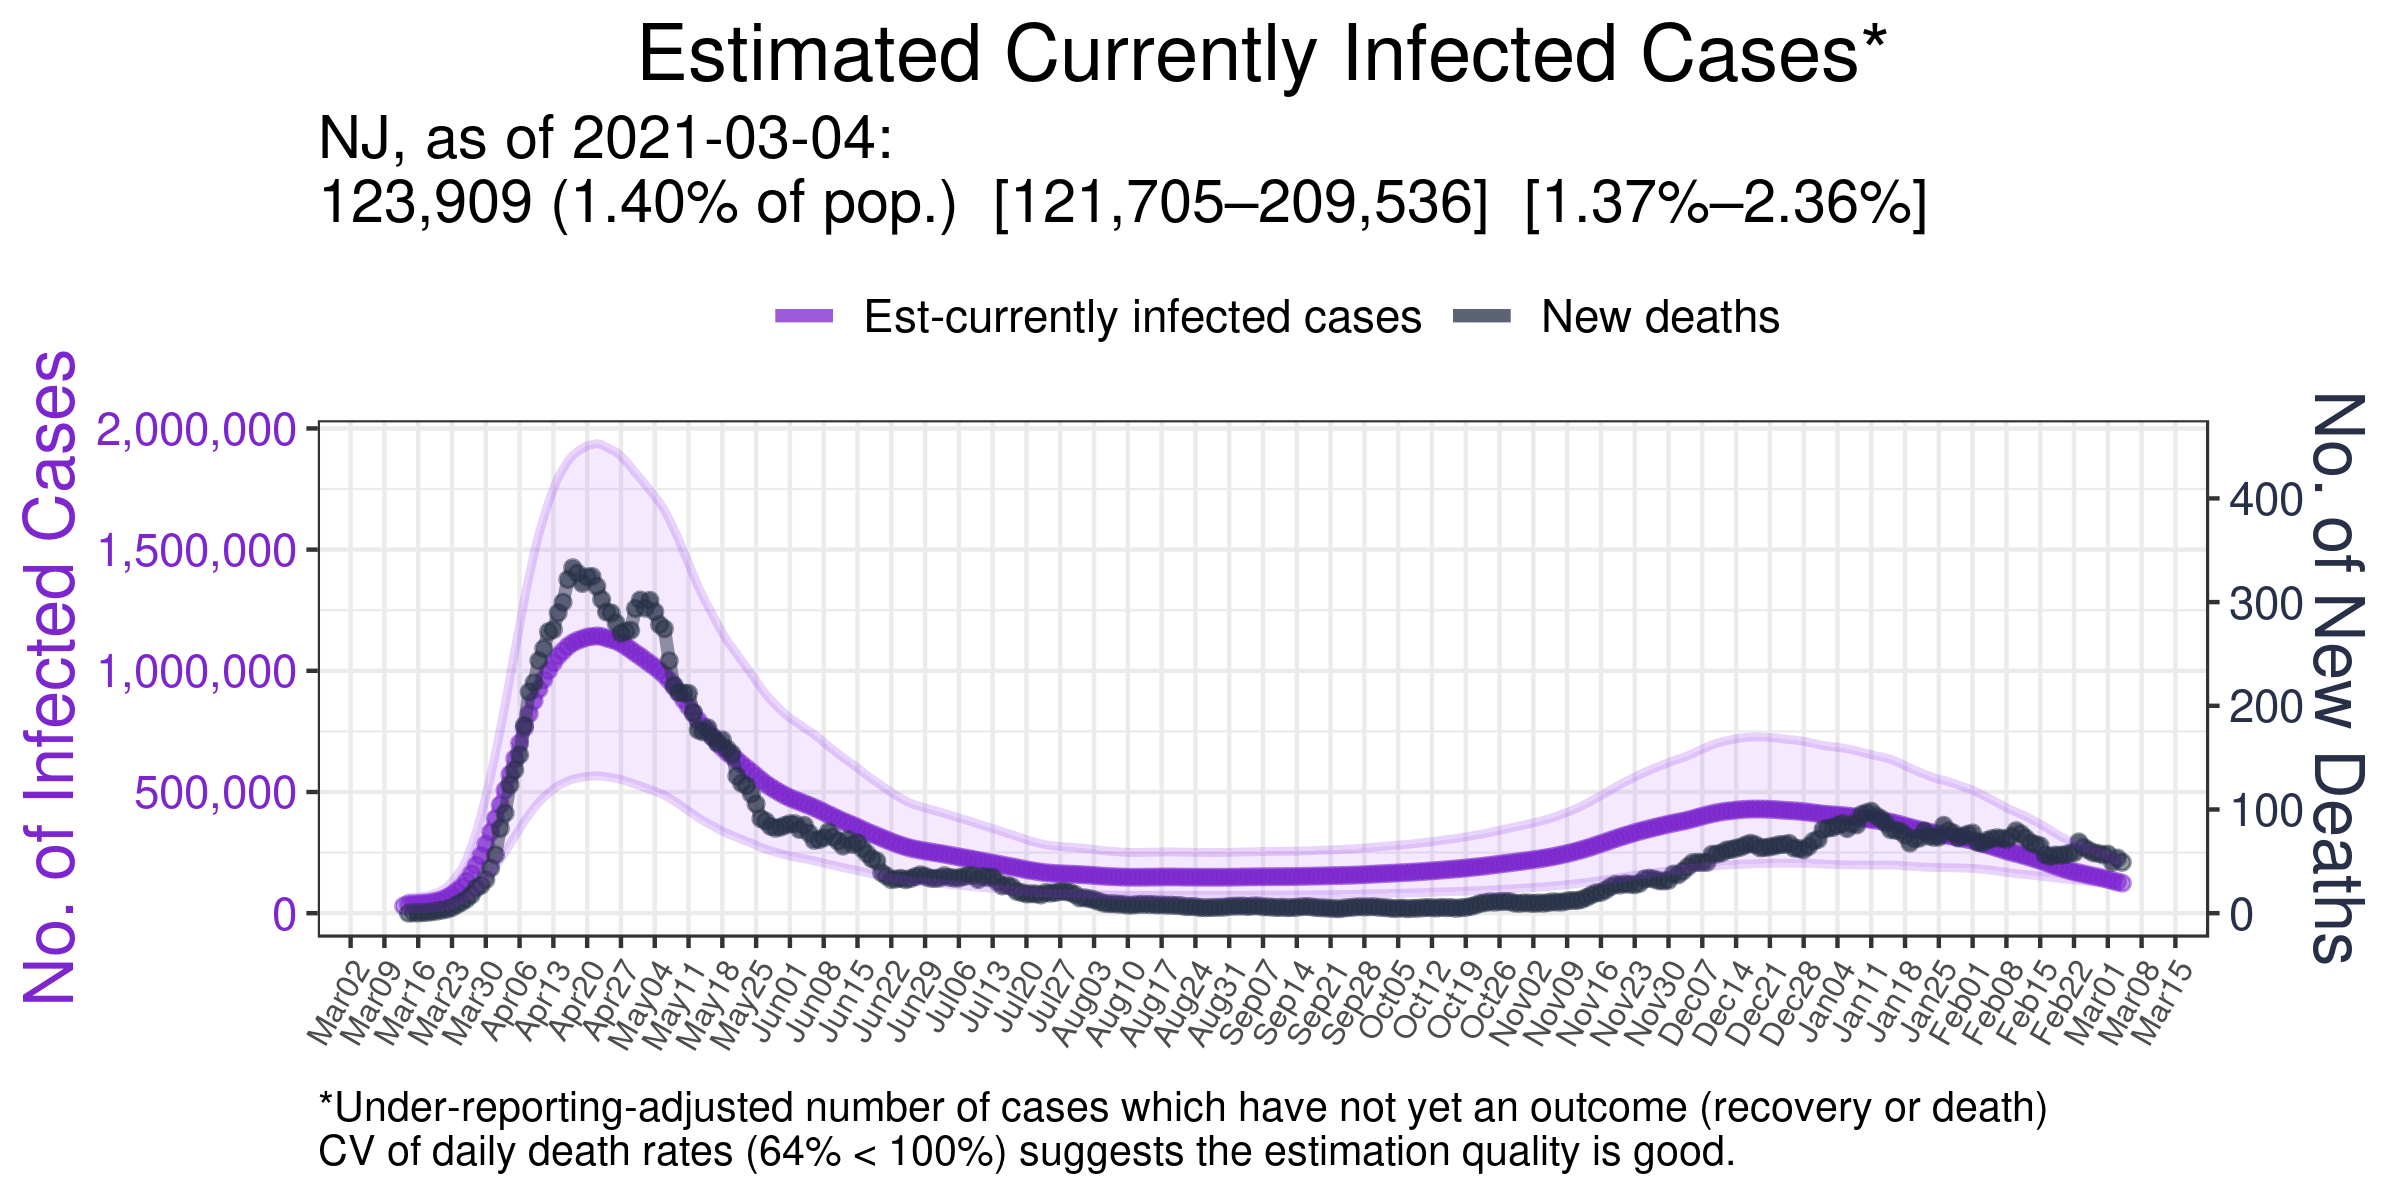 Estimated Currently Infected Cases*
NJ, as of 2021-03-04:
123,909 (1.40% of pop.)  [121,705–209,536]  [1.37%–2.36%]
Est-currently infected cases
New deaths
No. of Infected Cases
2,000,000
1,500,000
1,000,000
500,000
0
No. of New Deaths
400
300
200
100
0
Mar02
Mar09
Mar16
Mar23
Mar30
Apr06
Apr13
Apr20
Apr27
May04
May11
May18
May25
Jun01
Jun08
Jun15
Jun22
Jun29
Jul06
Jul13
Jul20
Jul27
Aug03
Aug10
Aug17
Aug24
Aug31
Sep07
Sep14
Sep21
Sep28
Oct05
Oct12
Oct19
Oct26
Nov02
Nov09
Nov16
Nov23
Nov30
Dec07
Dec14
Dec21
Dec28
Jan04
Jan11
Jan18
Jan25
Feb01
Feb08
Feb15
Feb22
Mar01
Mar08
Mar15
*Under-reporting-adjusted number of cases which have not yet an outcome (recovery or death)
CV of daily death rates (64% < 100%) suggests the estimation quality is good.